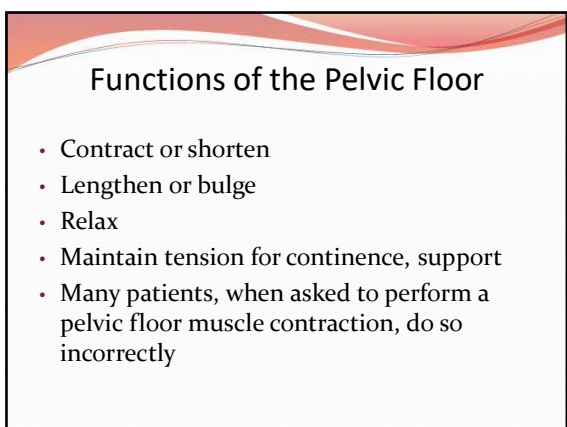 Functions of the Pelvic Floor
• Contract or shorten
• Lengthen or bulge
• Relax
• Maintain tension for continence, support
• Many patients, when asked to perform a
pelvic floor muscle contraction, do so
incorrectly